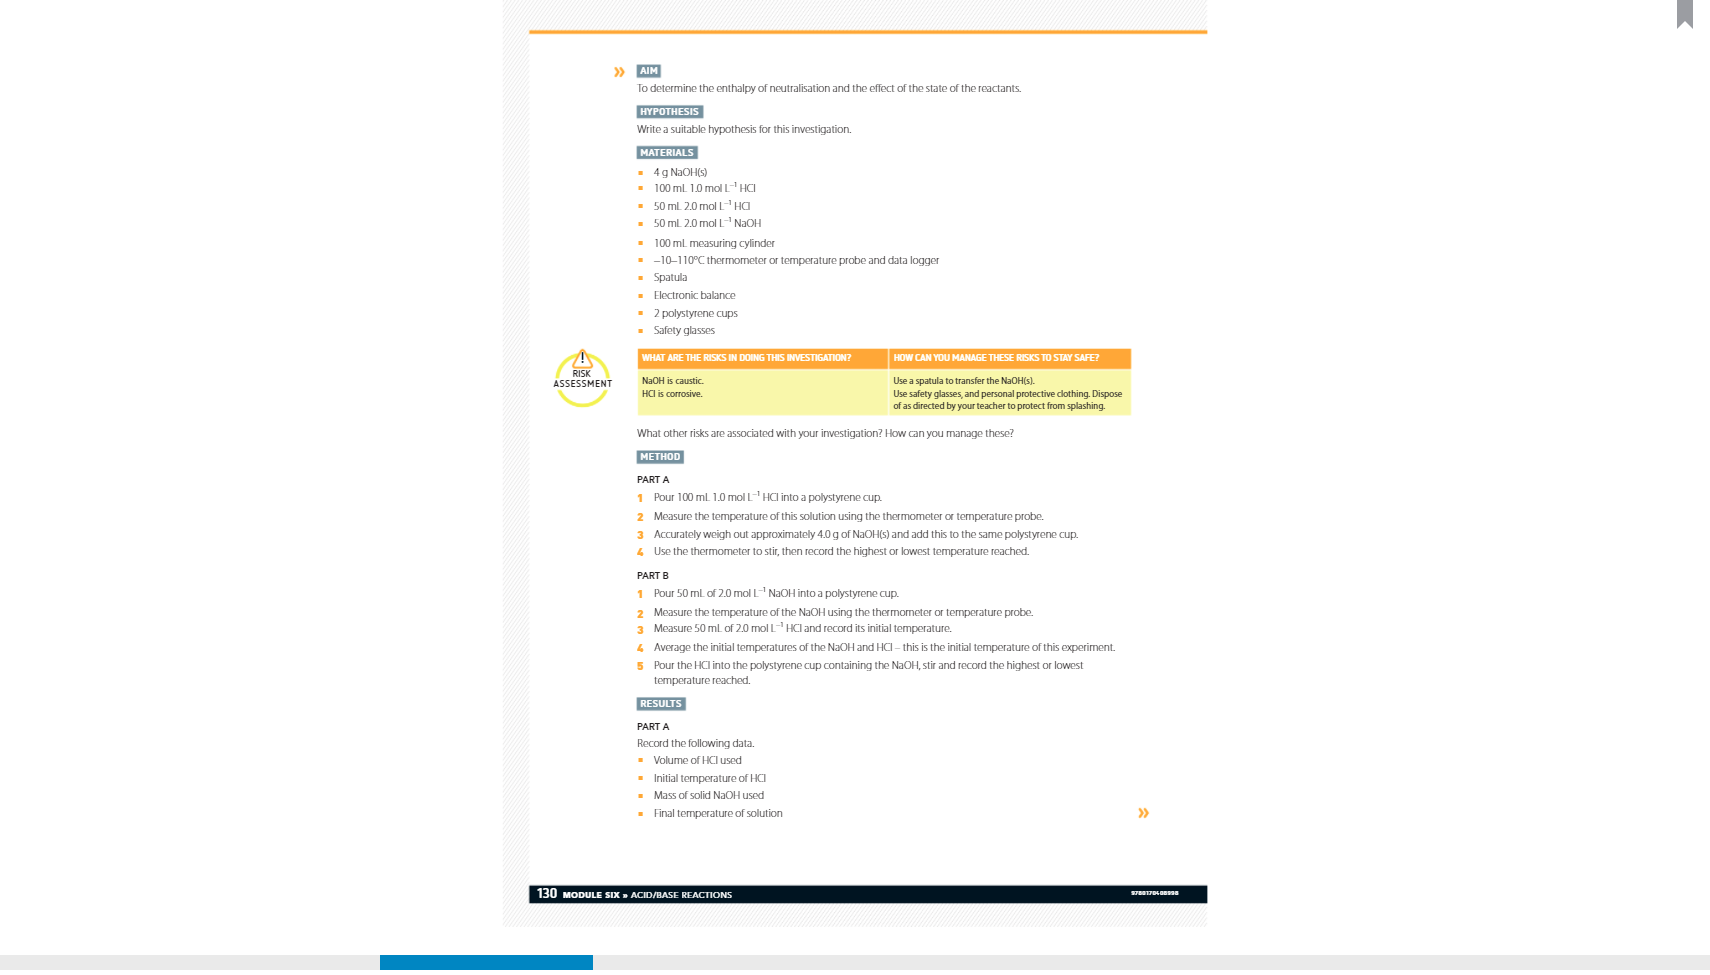 »
AIM
To determine the enthalpy of neutralisation and the effect of the state of the reactants.
HYPOTHESIS
Write a suitable hypothesis for this investigation.
MATERIALS
▪ 4 g NaOH(s)
▪ 100 mL 1.0 mol L⁻¹ HCl
▪ 50 mL 2.0 mol L⁻¹ HCl
▪ 50 mL 2.0 mol L⁻¹ NaOH
▪ 100 mL measuring cylinder
▪ –10–110°C thermometer or temperature probe and data logger
▪ Spatula
▪ Electronic balance
▪ 2 polystyrene cups
▪ Safety glasses
!
RISK
ASSESSMENT
WHAT ARE THE RISKS IN DOING THIS INVESTIGATION?
NaOH is caustic.
HCl is corrosive.
HOW CAN YOU MANAGE THESE RISKS TO STAY SAFE?
Use a spatula to transfer the NaOH(s).
Use safety glasses, and personal protective clothing. Dispose
of as directed by your teacher to protect from splashing.
What other risks are associated with your investigation? How can you manage these?
METHOD
PART A
1 Pour 100 mL 1.0 mol L⁻¹ HCl into a polystyrene cup.
2 Measure the temperature of this solution using the thermometer or temperature probe.
3 Accurately weigh out approximately 4.0 g of NaOH(s) and add this to the same polystyrene cup.
4 Use the thermometer to stir, then record the highest or lowest temperature reached.
PART B
1 Pour 50 mL of 2.0 mol L⁻¹ NaOH into a polystyrene cup.
2 Measure the temperature of the NaOH using the thermometer or temperature probe.
3 Measure 50 mL of 2.0 mol L⁻¹ HCl and record its initial temperature.
4 Average the initial temperatures of the NaOH and HCl – this is the initial temperature of this experiment.
5 Pour the HCl into the polystyrene cup containing the NaOH, stir and record the highest or lowest
temperature reached.
RESULTS
PART A
Record the following data.
▪ Volume of HCl used
▪ Initial temperature of HCl
▪ Mass of solid NaOH used
▪ Final temperature of solution
»
130 MODULE SIX » ACID/BASE REACTIONS
9780170408998